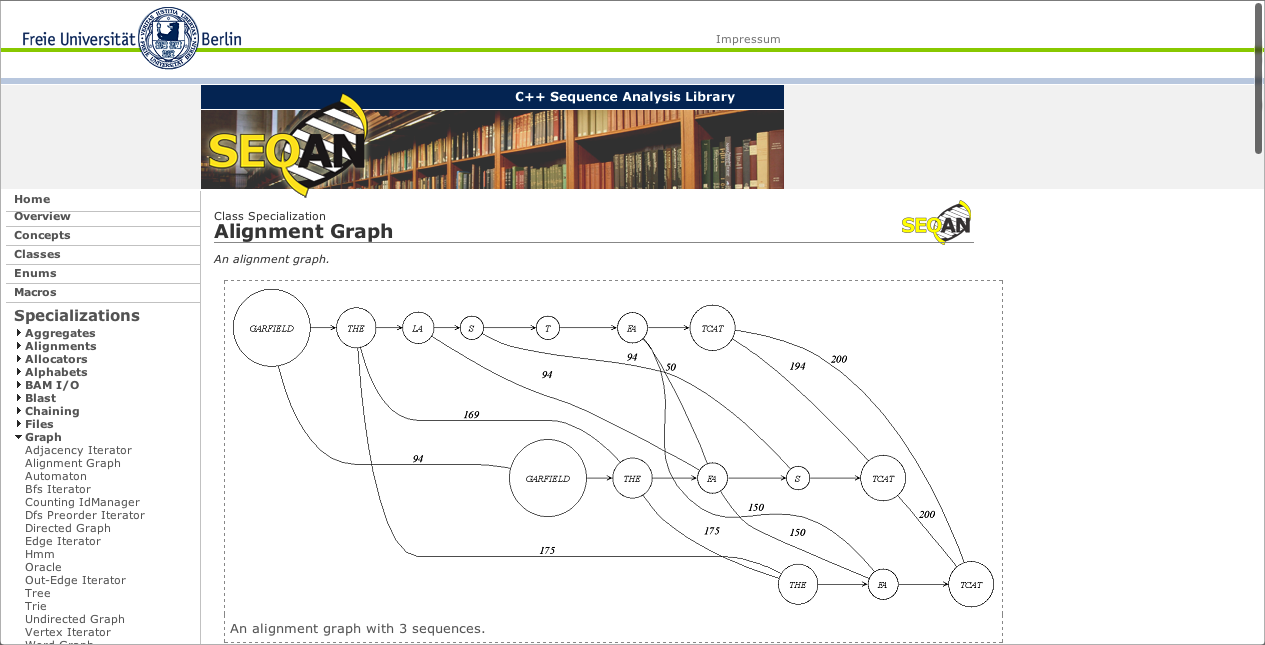 Freie Universität Berlin
Impressum
C++ Sequence Analysis Library
SEQAN
Home
Overview
Concepts
Classes
Enums
Macros
Specializations
Aggregates
Alignments
Allocators
Alphabets
BAM I/O
Blast
Chaining
Files
Graph
Adjacency Iterator
Alignment Graph
Automaton
Bfs Iterator
Counting IdManager
Dfs Preorder Iterator
Directed Graph
Edge Iterator
Hmm
Oracle
Out-Edge Iterator
Tree
Trie
Undirected Graph
Vertex Iterator
Word Graph
Class Specialization
Alignment Graph
SEQAN
An alignment graph.
GARFIELD THE LA S T FA TCAT
94 50 194 200
94
169
94
GARFIELD THE FA S TCAT
150 200
175 150
175
THE FA TCAT
An alignment graph with 3 sequences.